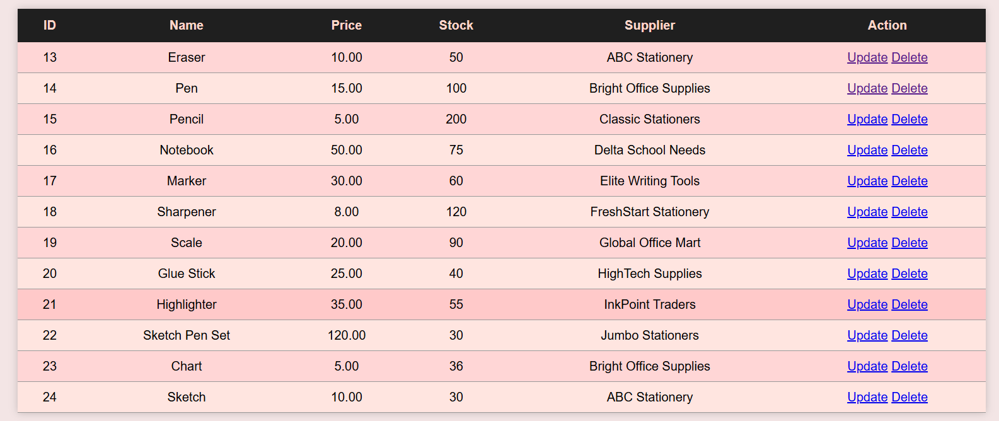 ID Name Price Stock Supplier Action
13 Eraser 10.00 50 ABC Stationery Update Delete
14 Pen 15.00 100 Bright Office Supplies Update Delete
15 Pencil 5.00 200 Classic Stationers Update Delete
16 Notebook 50.00 75 Delta School Needs Update Delete
17 Marker 30.00 60 Elite Writing Tools Update Delete
18 Sharpener 8.00 120 FreshStart Stationery Update Delete
19 Scale 20.00 90 Global Office Mart Update Delete
20 Glue Stick 25.00 40 HighTech Supplies Update Delete
21 Highlighter 35.00 55 InkPoint Traders Update Delete
22 Sketch Pen Set 120.00 30 Jumbo Stationers Update Delete
23 Chart 5.00 36 Bright Office Supplies Update Delete
24 Sketch 10.00 30 ABC Stationery Update Delete